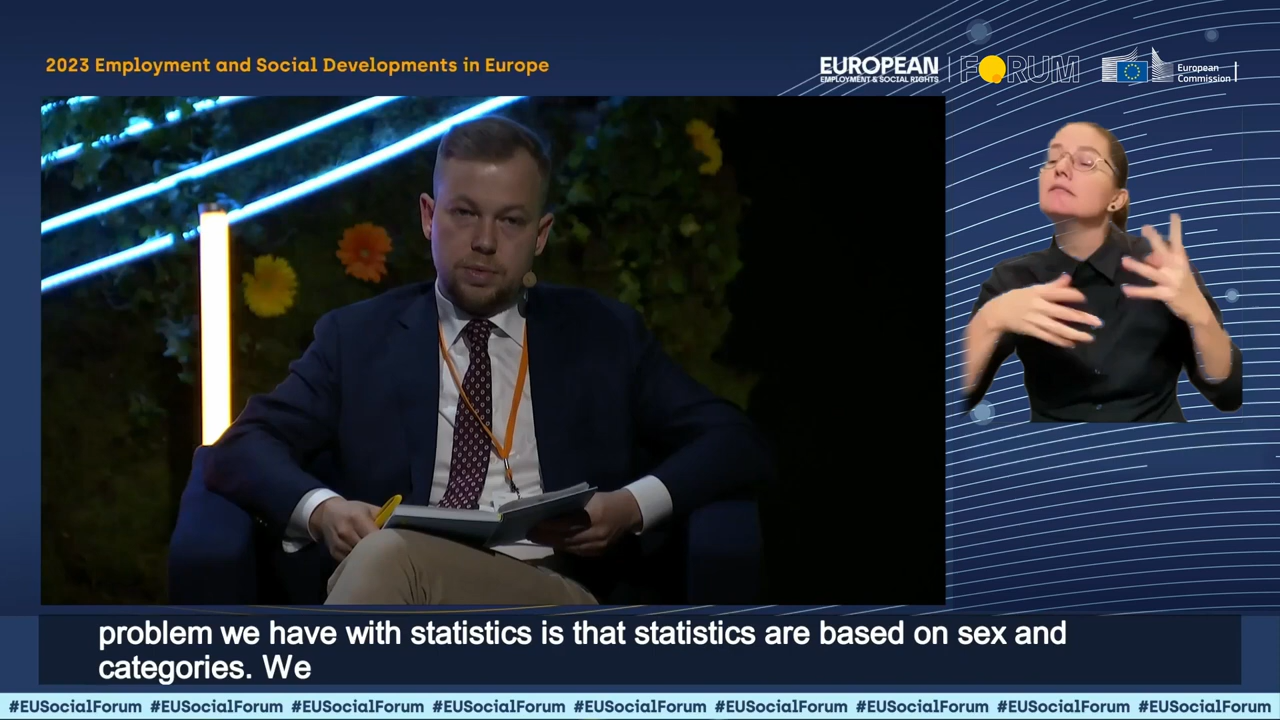 2023 Employment and Social Developments in Europe
EUROPEAN
EMPLOYMENT & SOCIAL RIGHTS
FORUM
European
Commission
problem we have with statistics is that statistics are based on sex and
categories. We
#EUSocialForum #EUSocialForum #EUSocialForum #EUSocialForum #EUSocialForum #EUSocialForum #EUSocialForum #EUSocialForum #EUSocialForum